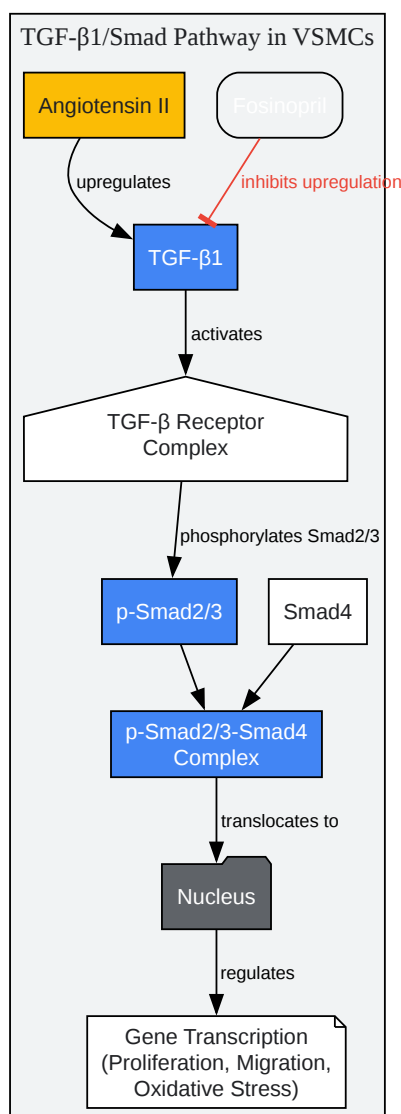 TGF-β1/Smad Pathway in VSMCs
Angiotensin II
Fosinopril
upregulates
inhibits upregulation
TGF-β1
activates
TGF-β Receptor
Complex
phosphorylates Smad2/3
p-Smad2/3
Smad4
p-Smad2/3-Smad4
Complex
translocates to
Nucleus
regulates
Gene Transcription
(Proliferation, Migration,
Oxidative Stress)